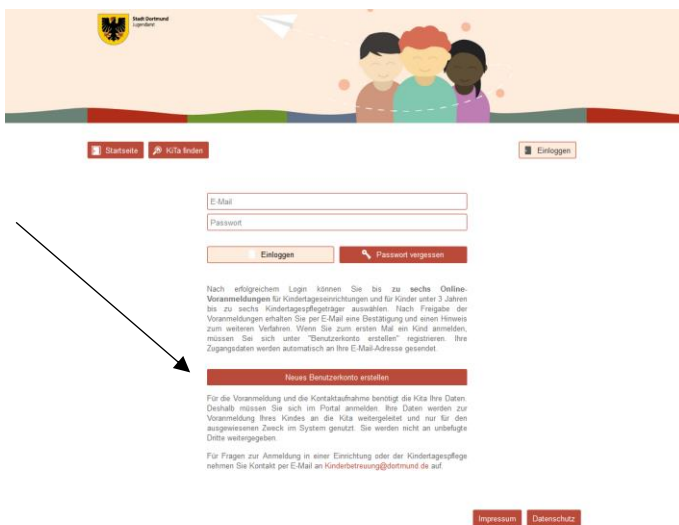 Stadt Dortmund
Jugendamt
Startseite
KiTa finden
Einloggen
E-Mail
Passwort
Einloggen
Passwort vergessen
Nach erfolgreichem Login können Sie bis zu sechs Online-
Voranmeldungen für Kindertageseinrichtungen und für Kinder unter 3 Jahren
bis zu sechs Kindertagespflegeträger auswählen. Nach Freigabe der
Voranmeldungen erhalten Sie per E-Mail eine Bestätigung und einen Hinweis
zum weiteren Verfahren. Wenn Sie zum ersten Mal ein Kind anmelden,
müssen Sei sich unter "Benutzerkonto erstellen" registrieren. Ihre
Zugangsdaten werden automatisch an Ihre E-Mail-Adresse gesendet.
Neues Benutzerkonto erstellen
Für die Voranmeldung und die Kontaktaufnahme benötigt die Kita Ihre Daten.
Deshalb müssen Sie sich im Portal anmelden. Ihre Daten werden zur
Voranmeldung Ihres Kindes an die Kita weitergeleitet und nur für den
ausgewiesenen Zweck im System genutzt. Sie werden nicht an unbefugte
Dritte weitergegeben.
Für Fragen zur Anmeldung in einer Einrichtung oder der Kindertagespflege
nehmen Sie Kontakt per E-Mail an Kinderbetreuung@dortmund.de auf.
Impressum
Datenschutz